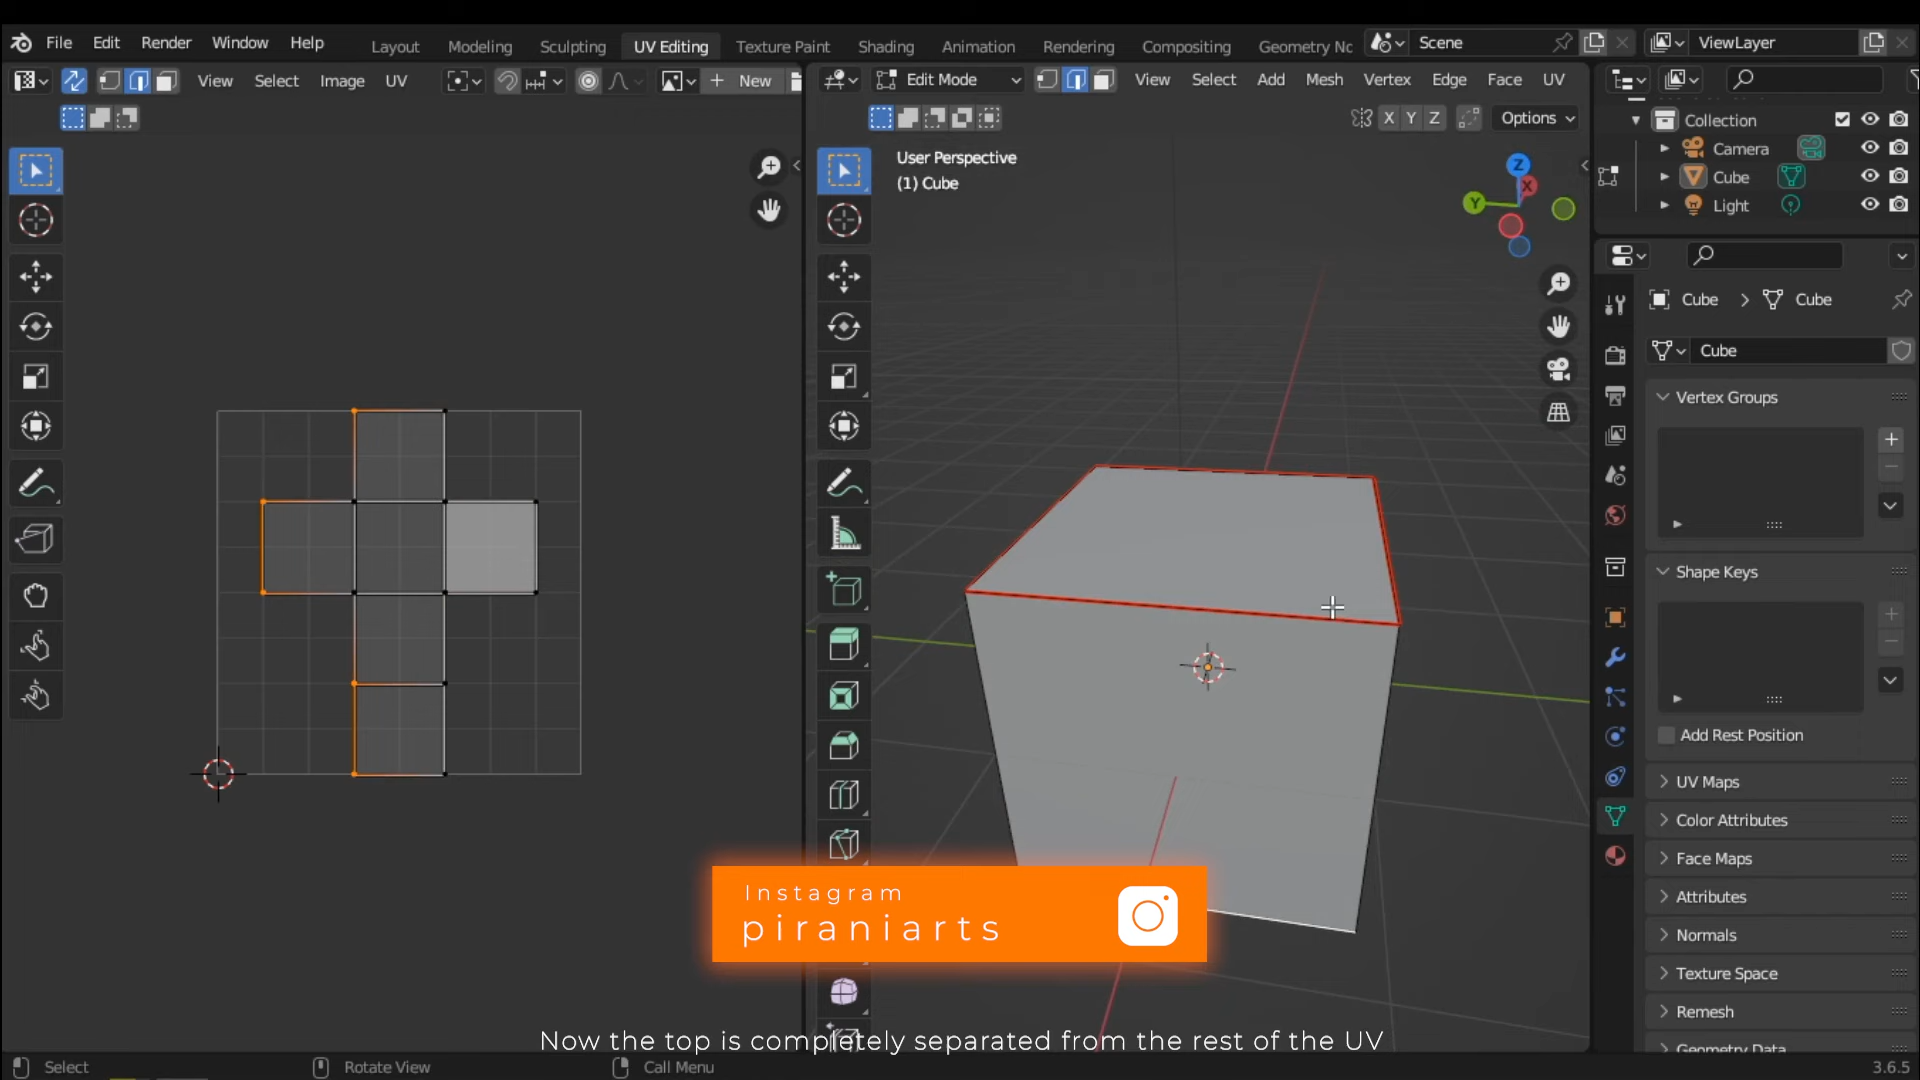 File Edit Render Window Help Layout Modeling Sculpting UV Editing Texture Paint Shading Animation Rendering Compositing Geometry Nc Scene ViewLayer
View Select Image UV New Edit Mode View Select Add Mesh Vertex Edge Face UV
X Y Z Options
User Perspective
(1) Cube
Z
X
Y
Collection
Camera
Cube
Light
Cube > Cube
Cube
Vertex Groups
Shape Keys
Add Rest Position
UV Maps
Color Attributes
Face Maps
Attributes
Normals
Texture Space
Remesh
Geometry Data
Instagram
piraniarts
Now the top is completely separated from the rest of the UV
Select Rotate View Call Menu 3.6.5